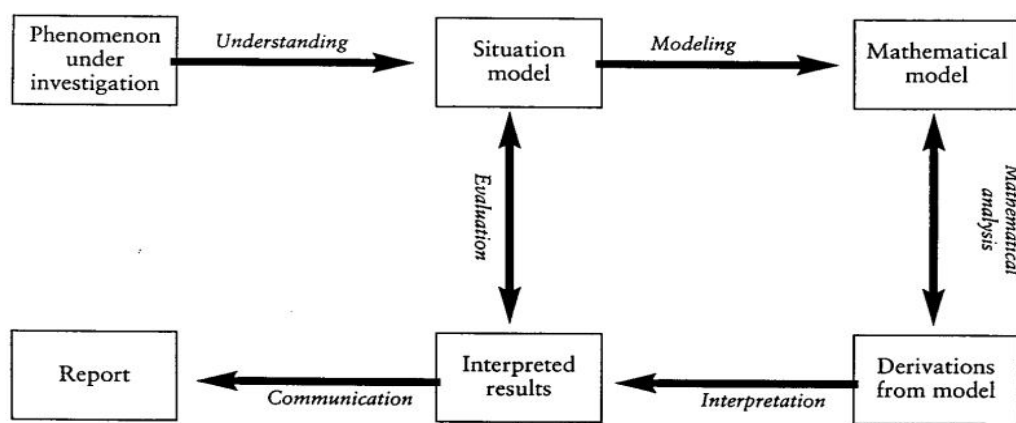 Phenomenon
under
investigation
Understanding
Situation
model
Modeling
Mathematical
model
Evaluation
Mathematical
analysis
Report
Communication
Interpreted
results
Interpretation
Derivations
from model